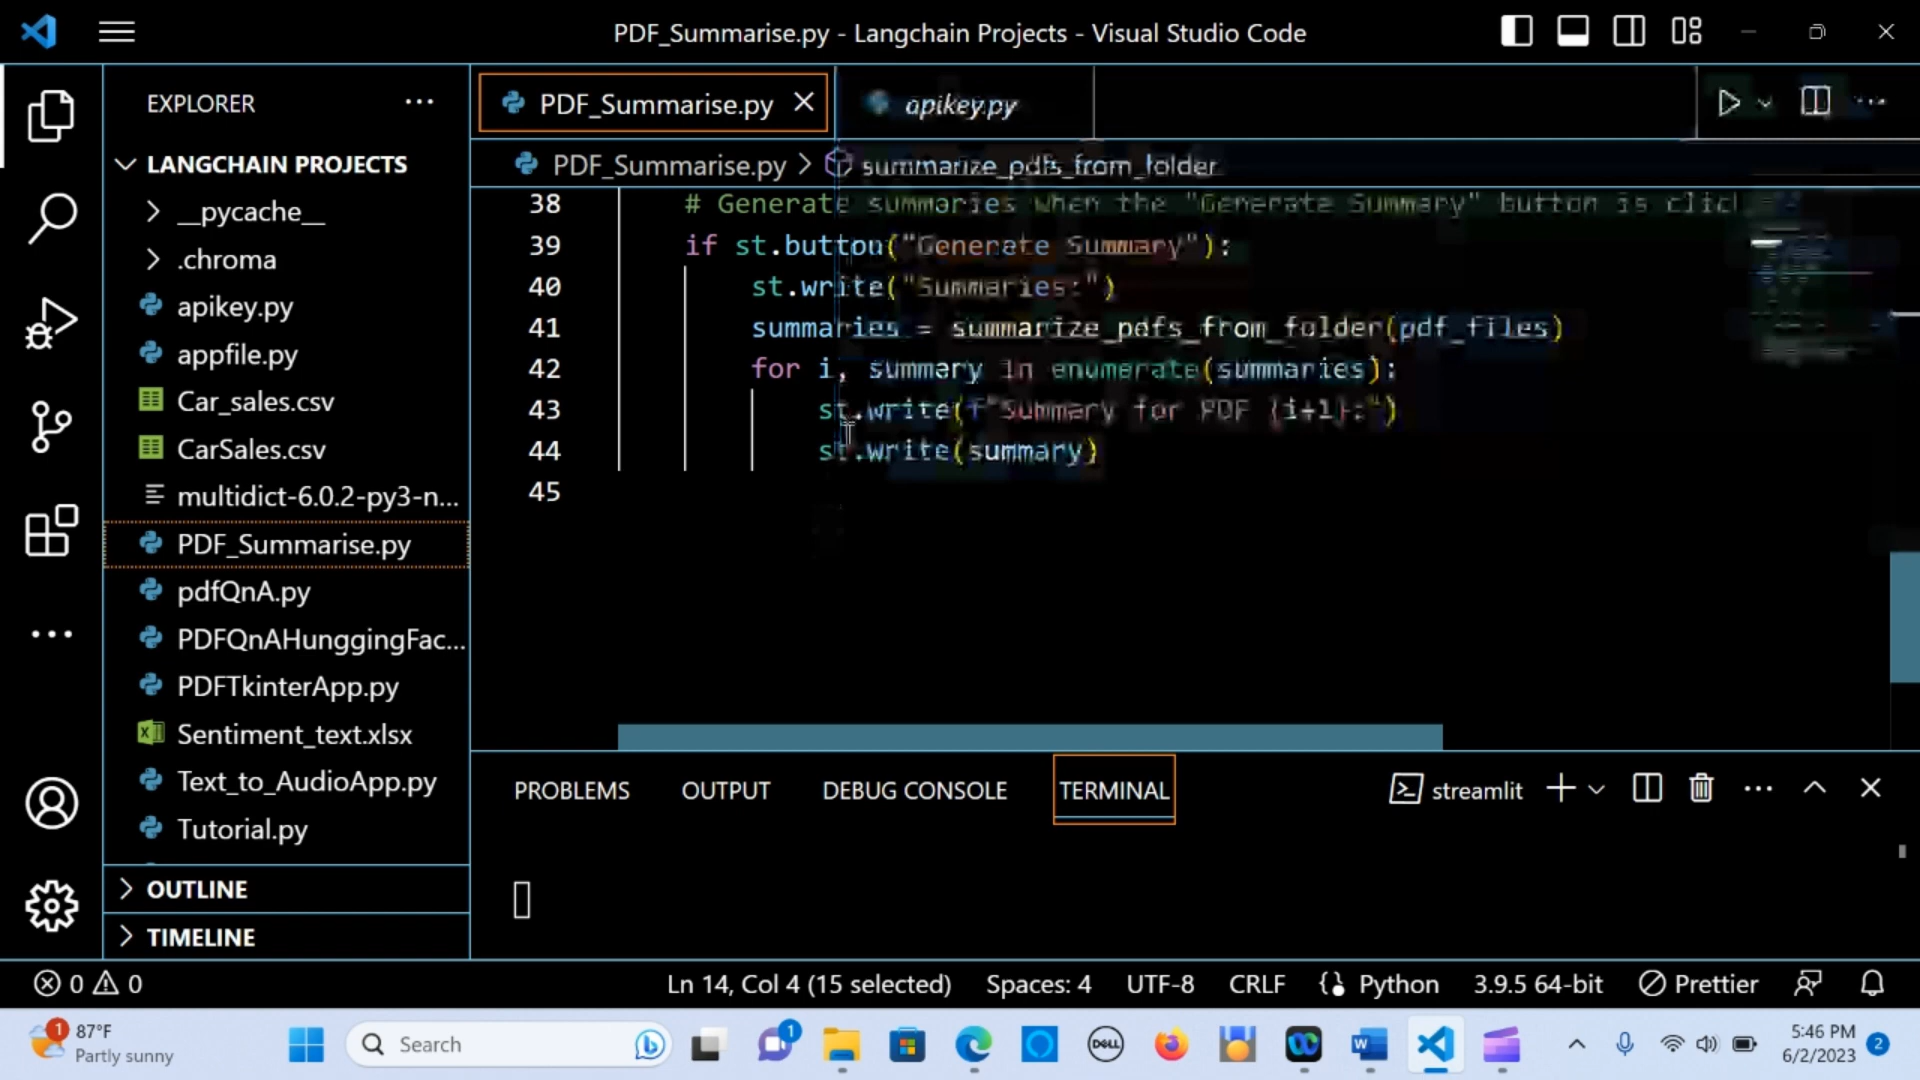 PDF_Summarise.py - Langchain Projects - Visual Studio Code
EXPLORER
PDF_Summarise.py
apikey.py
LANGCHAIN PROJECTS
PDF_Summarise.py > summarize_pdfs_from_folder
__pycache__
.chroma
apikey.py
appfile.py
Car_sales.csv
CarSales.csv
multidict-6.0.2-py3-n...
PDF_Summarise.py
pdfQnA.py
PDFQnAHunggingFac...
PDFTkinterApp.py
Sentiment_text.xlsx
Text_to_AudioApp.py
Tutorial.py
OUTLINE
TIMELINE
38 # Generate summaries when the "Generate Summary" button is clic
39 if st.button("Generate Summary"):
40 st.write("Summaries:")
41 summaries = summarize_pdfs_from_folder(pdf_files)
42 for i, summary in enumerate(summaries):
43 st.write(f"Summary for PDF {i+1}:")
44 st.write(summary)
45
PROBLEMS OUTPUT DEBUG CONSOLE TERMINAL streamlit
0 0 Ln 14, Col 4 (15 selected) Spaces: 4 UTF-8 CRLF Python 3.9.5 64-bit Prettier
1 87°F
Partly sunny
Search
1
DELL
5:46 PM
6/2/2023
2